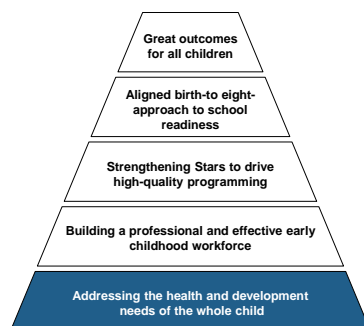 Great outcomes
for all children
Aligned birth-to eight-
approach to school
readiness
Strengthening Stars to drive
high-quality programming
Building a professional and effective early
childhood workforce
Addressing the health and development
needs of the whole child